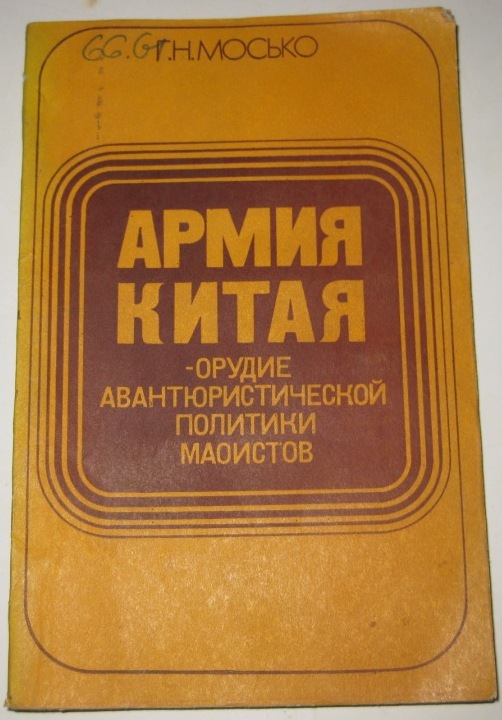 66.61
Г.Н.МОСЬКО
АРМИЯ
КИТАЯ
-ОРУДИЕ
АВАНТЮРИСТИЧЕСКОЙ
ПОЛИТИКИ
МАОИСТОВ